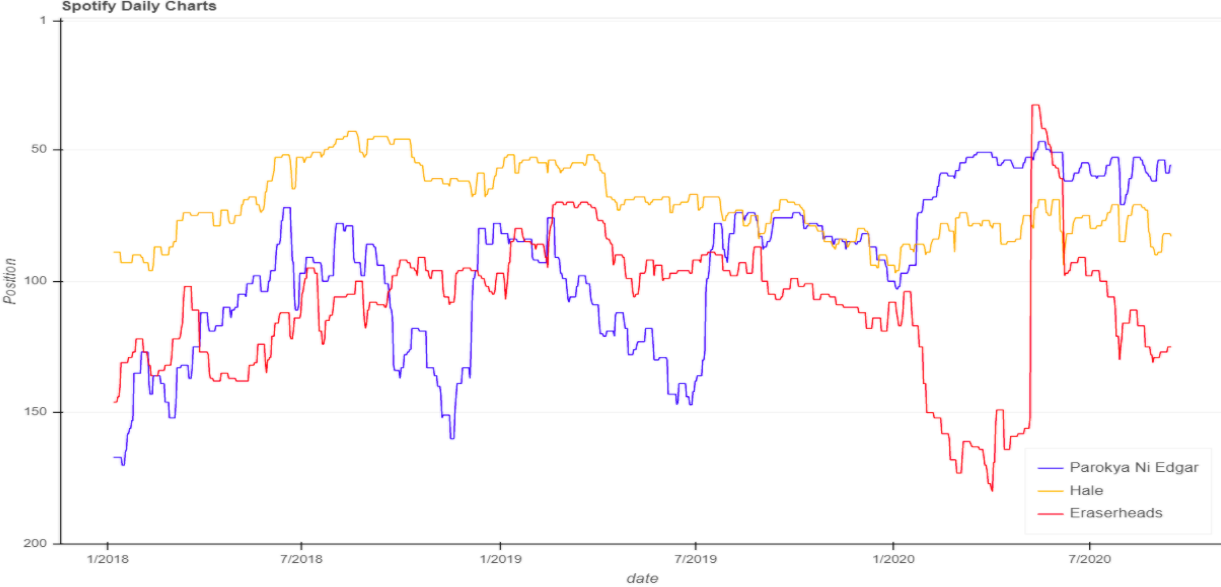 Spotify Daily Charts
1
50
100
150
200
Position
1/2018
7/2018
1/2019
7/2019
1/2020
7/2020
date
Parokya Ni Edgar
Hale
Eraserheads